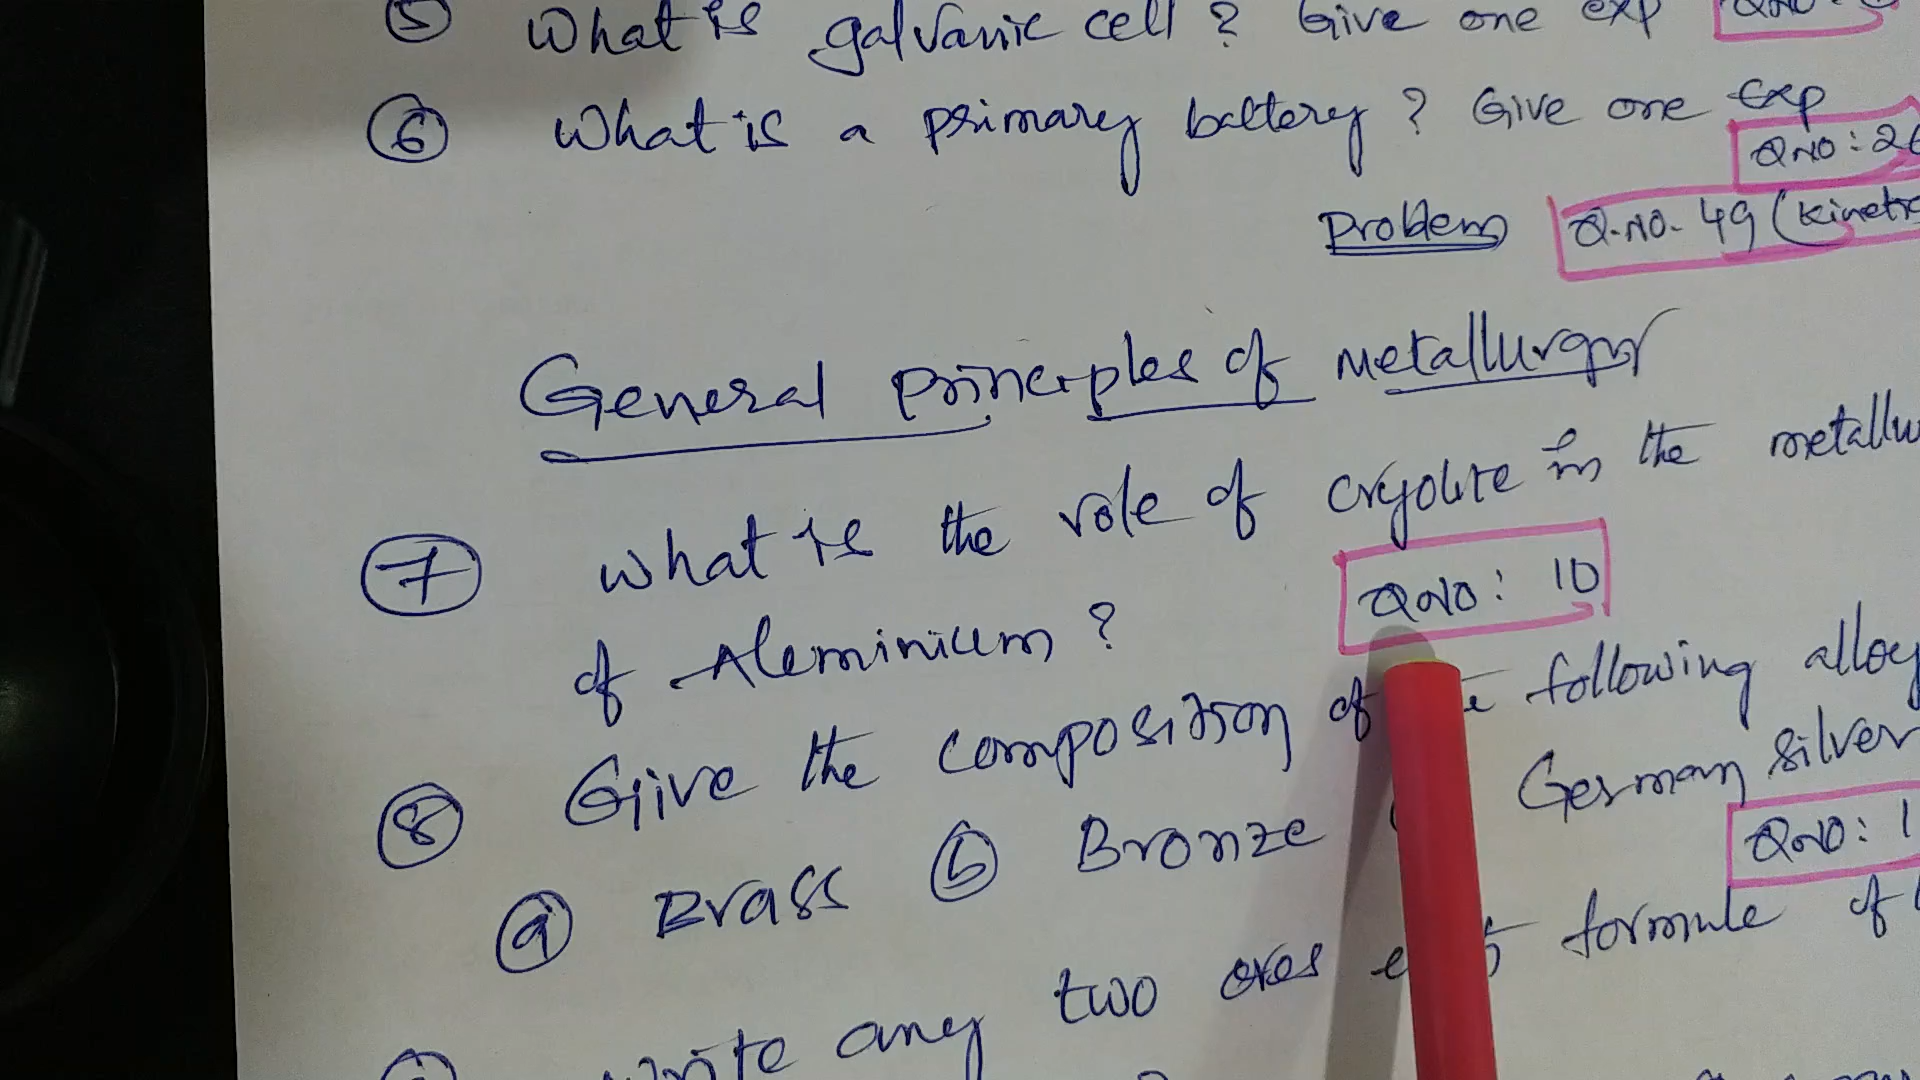 5 What is galvanic cell? Give one exp
6 What is a primary battery? Give one exp
Q.NO: 26
Problem Q.NO. 49 (Kinetic
General principles of metallurgy
7 What is the role of cryolite in the metallu
of Aleminium? Q.NO: 10
8 Give the composition of following alloy
a Brass b Bronze German silver
Q.NO: 1
Write any two ores formule of